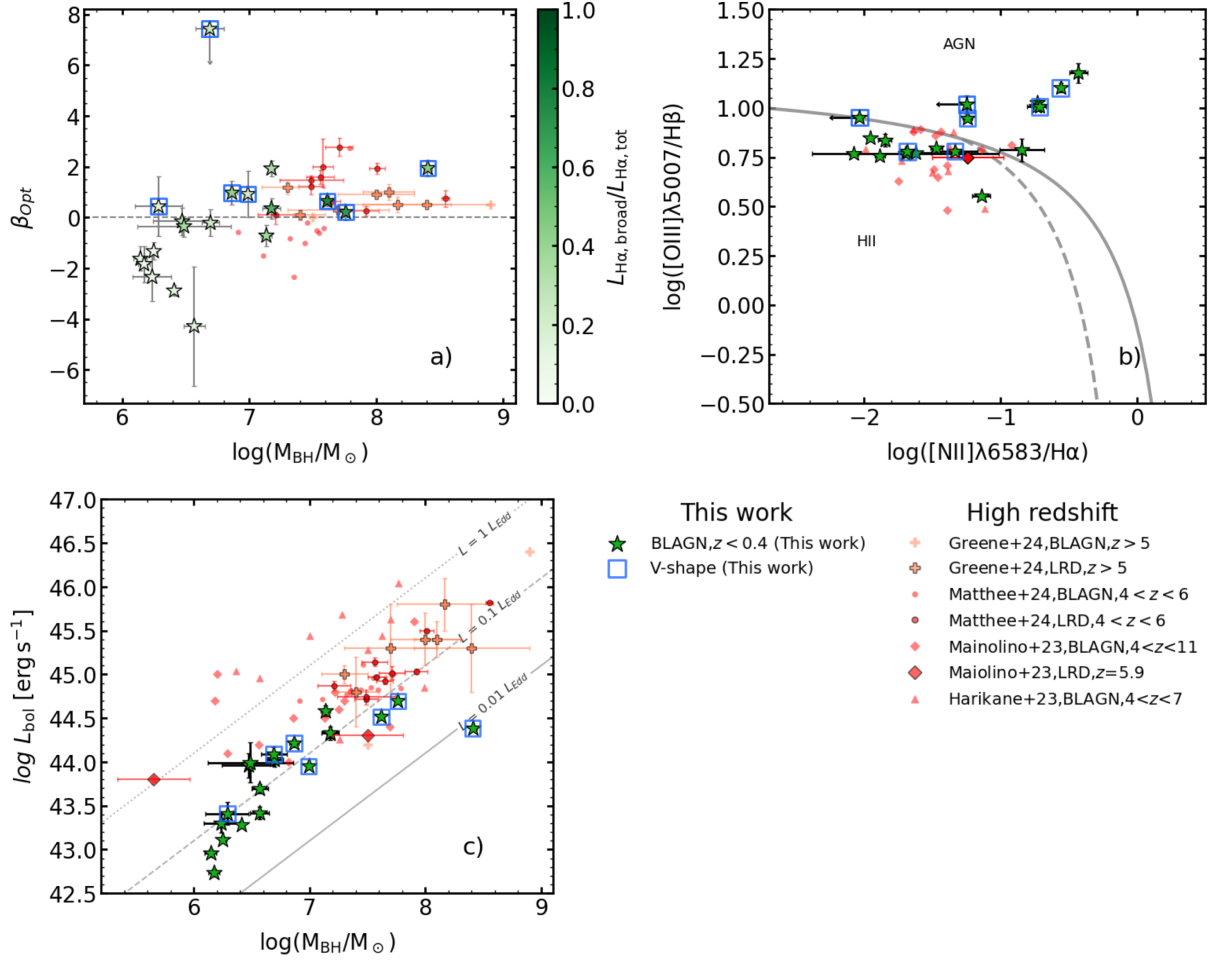 8
6
4
2
0
−2
−4
−6
β_Opt
6 7 8 9
log(M_BH/M_⊙)
a)
1.0
0.8
0.6
0.4
0.2
0.0
L_Hα, broad/L_Hα, tot
1.50
1.25
1.00
0.75
0.50
0.25
0.00
−0.25
−0.50
log([OIII]λ5007/Hβ)
AGN
HII
b)
−2 −1 0
log([NII]λ6583/Hα)
47.0
46.5
46.0
45.5
45.0
44.5
44.0
43.5
43.0
42.5
log L_bol [erg s⁻¹]
L = 1 L_Edd
L = 0.1 L_Edd
L = 0.01 L_Edd
c)
6 7 8 9
log(M_BH/M_⊙)
This work
BLAGN, z < 0.4 (This work)
V-shape (This work)
High redshift
Greene+24,BLAGN,z > 5
Greene+24,LRD,z > 5
Matthee+24,BLAGN,4 < z < 6
Matthee+24,LRD,4 < z < 6
Mainolino+23,BLAGN,4<z<11
Maiolino+23,LRD,z=5.9
Harikane+23,BLAGN,4<z<7